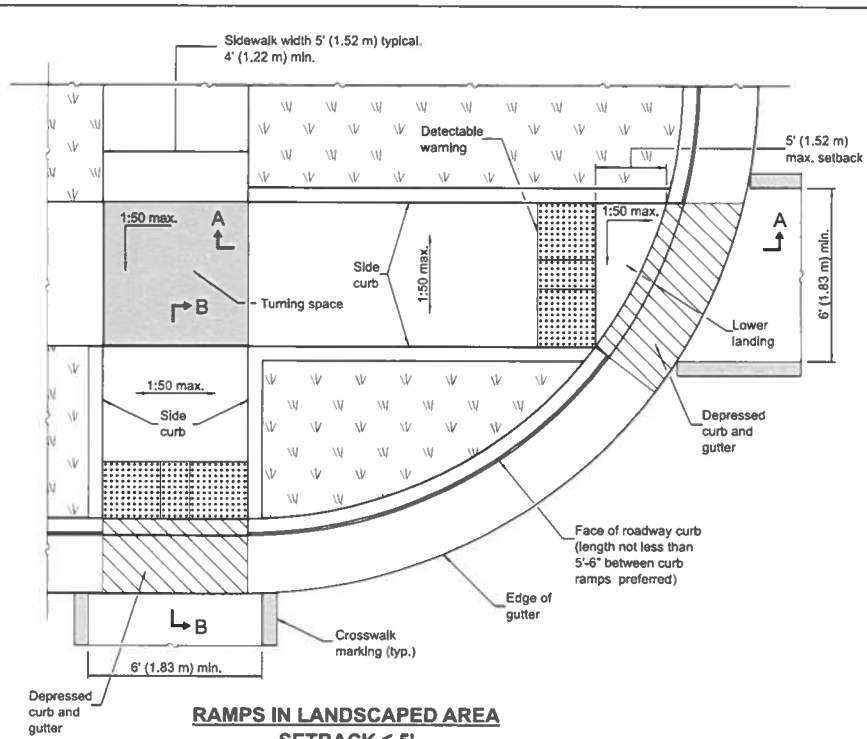 Sidewalk width 5' (1.52 m) typical,
4' (1.22 m) min.
Detectable
warning
5' (1.52 m)
max. setback
1:50 max.
A
1:50 max.
A
Side
curb
1:50 max.
6' (1.83 m) min.
B
Turning space
Lower
landing
1:50 max.
Side
curb
Depressed
curb and
gutter
Face of roadway curb
(length not less than
5'-6" between curb
ramps preferred)
Edge of
gutter
B
Crosswalk
marking (typ.)
6' (1.83 m) min.
Depressed
curb and
gutter
RAMPS IN LANDSCAPED AREA
SETBACK < 5'